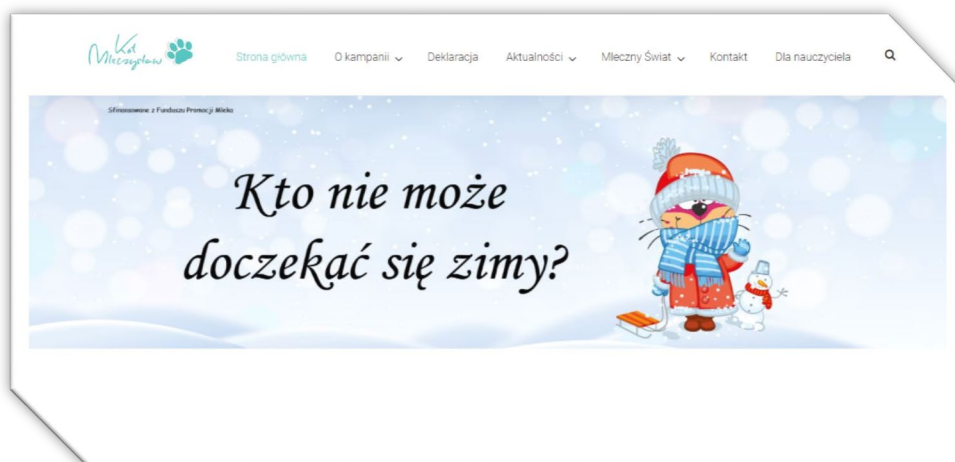 Kot
Mleczysław
Strona główna O kampanii Deklaracja Aktualności Mleczny Świat Kontakt Dla nauczyciela
Sfinansowane z Funduszu Promocji Mleka
Kto nie może
doczekać się zimy?